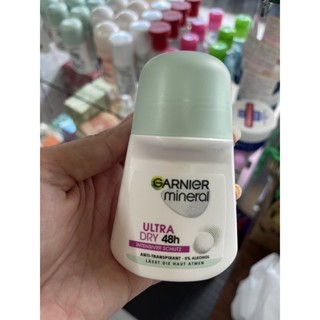 GARNIER
mineral
ULTRA
DRY 48h
INTENSIVER SCHUTZ
ANTI-TRANSPIRANT · 0% ALKOHOL
LÄSST DIE HAUT ATMEN